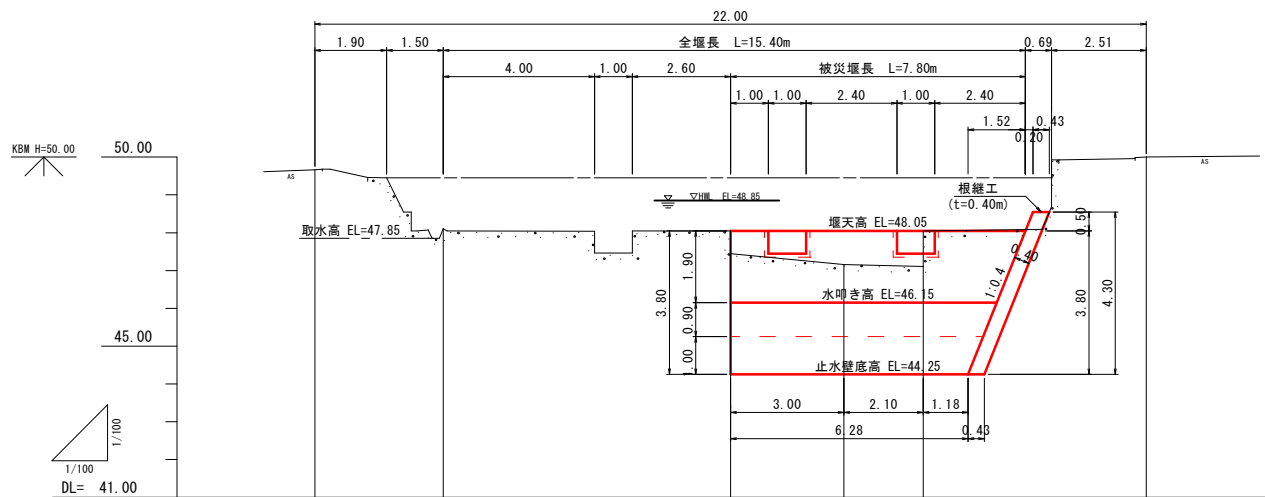 22.00
1.90
1.50
全堰長 L=15.40m
0.69
2.51
4.00
1.00
2.60
被災堰長 L=7.80m
1.00
1.00
2.40
1.00
2.40
1.52
0.43
0.20
KBM H=50.00
50.00
AS
AS
▽HWL EL=48.85
根継工
(t=0.40m)
取水高 EL=47.85
堰天高 EL=48.05
0.50
0.40
1:0.4
1.90
水叩き高 EL=46.15
3.80
0.90
3.80
4.30
45.00
1.00
止水壁底高 EL=44.25
3.00
2.10
1.18
6.28
0.43
1/100
1/100
DL= 41.00